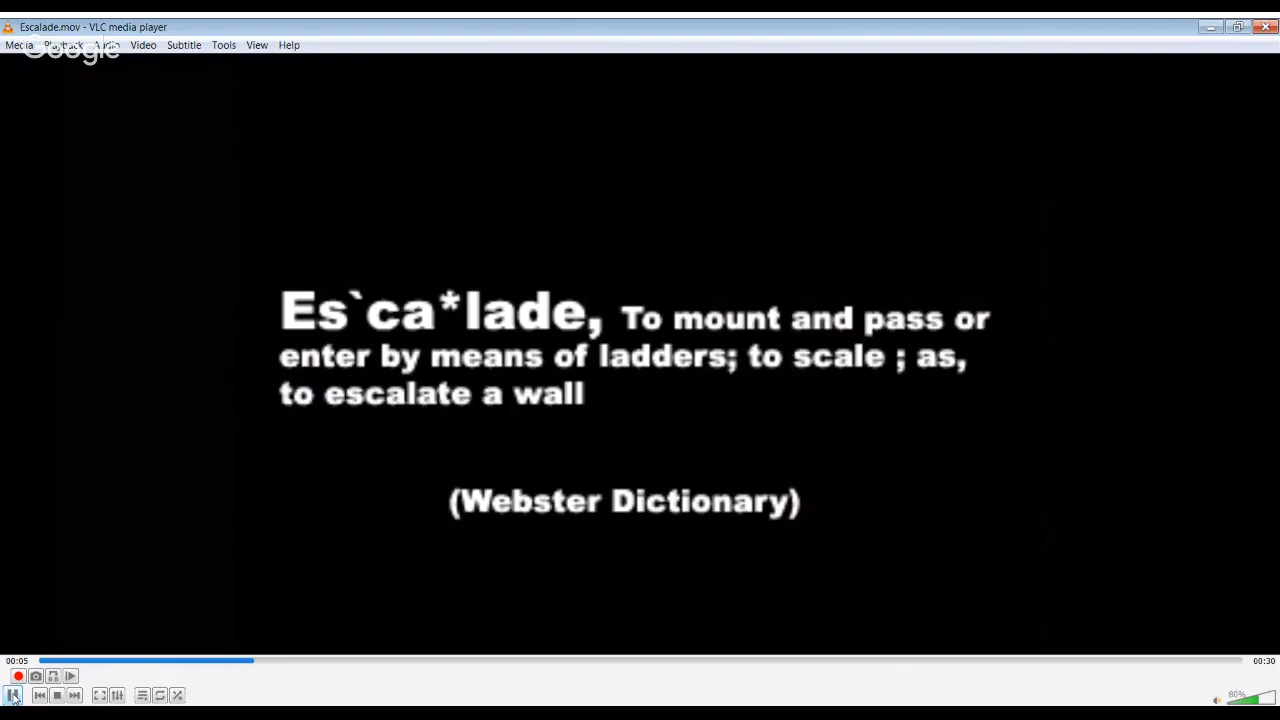 Escalade.mov - VLC media player
Media Playback Audio Video Subtitle Tools View Help
Google
Es`ca*lade, To mount and pass or
enter by means of ladders; to scale ; as,
to escalate a wall
(Webster Dictionary)
00:05 00:30
80%